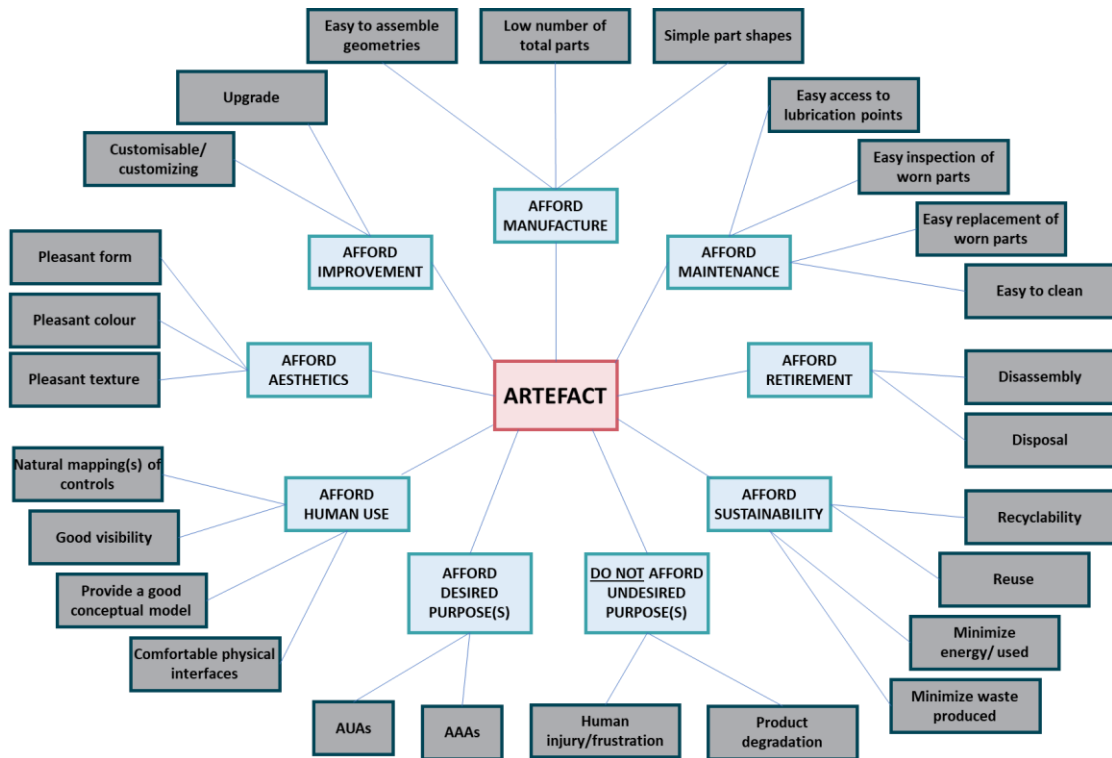 Easy to assemble
geometries
Low number of
total parts
Simple part shapes
Upgrade
Easy access to
lubrication points
Customisable/
customizing
Easy inspection of
worn parts
AFFORD
MANUFACTURE
Easy replacement of
worn parts
AFFORD
IMPROVEMENT
AFFORD
MAINTENANCE
Pleasant form
Easy to clean
Pleasant colour
Pleasant texture
AFFORD
AESTHETICS
ARTEFACT
AFFORD
RETIREMENT
Disassembly
Disposal
Natural mapping(s) of
controls
AFFORD
HUMAN USE
AFFORD
SUSTAINABILITY
Recyclability
Good visibility
Reuse
Provide a good
conceptual model
AFFORD
DESIRED
PURPOSE(S)
DO NOT AFFORD
UNDESIRED
PURPOSE(S)
Comfortable physical
interfaces
Minimize
energy/ used
Minimize waste
produced
AUAs
AAAs
Human
injury/frustration
Product
degradation